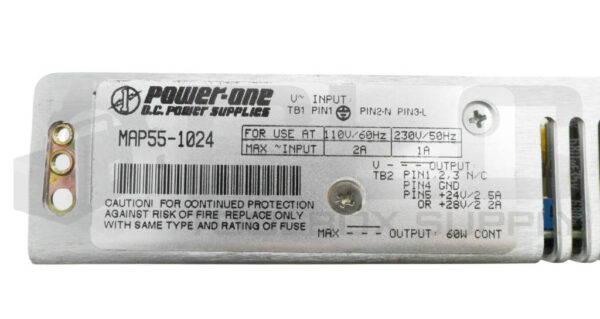 POWER-ONE
D.C. POWER SUPPLIES
V~ INPUT
TB1 PIN1 PIN2-N PIN3-L
MAP55-1024
FOR USE AT 110V/60Hz 230V/50Hz
MAX ~INPUT 2A 1A
V OUTPUT:
TB2 PIN1,2,3 N/C
PIN4 GND
PIN5 +24V/2.5A
OR +28V/2.2A
CAUTION! FOR CONTINUED PROTECTION
AGAINST RISK OF FIRE REPLACE ONLY
WITH SAME TYPE AND RATING OF FUSE
MAX OUTPUT: 60W CONT